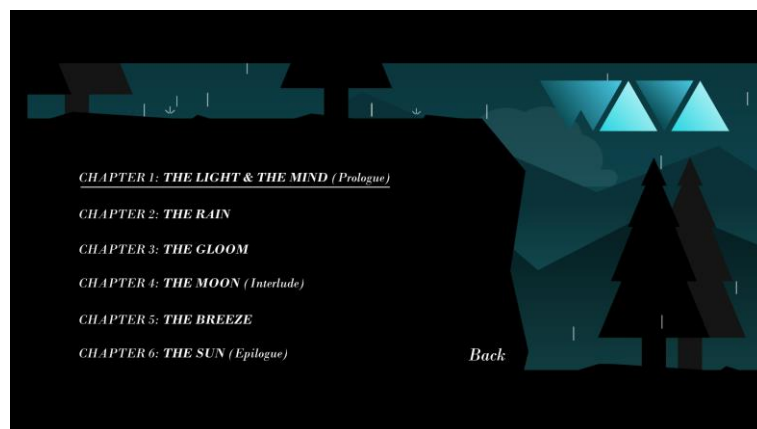 CHAPTER 1: THE LIGHT & THE MIND (Prologue)
CHAPTER 2: THE RAIN
CHAPTER 3: THE GLOOM
CHAPTER 4: THE MOON (Interlude)
CHAPTER 5: THE BREEZE
CHAPTER 6: THE SUN (Epilogue)
Back